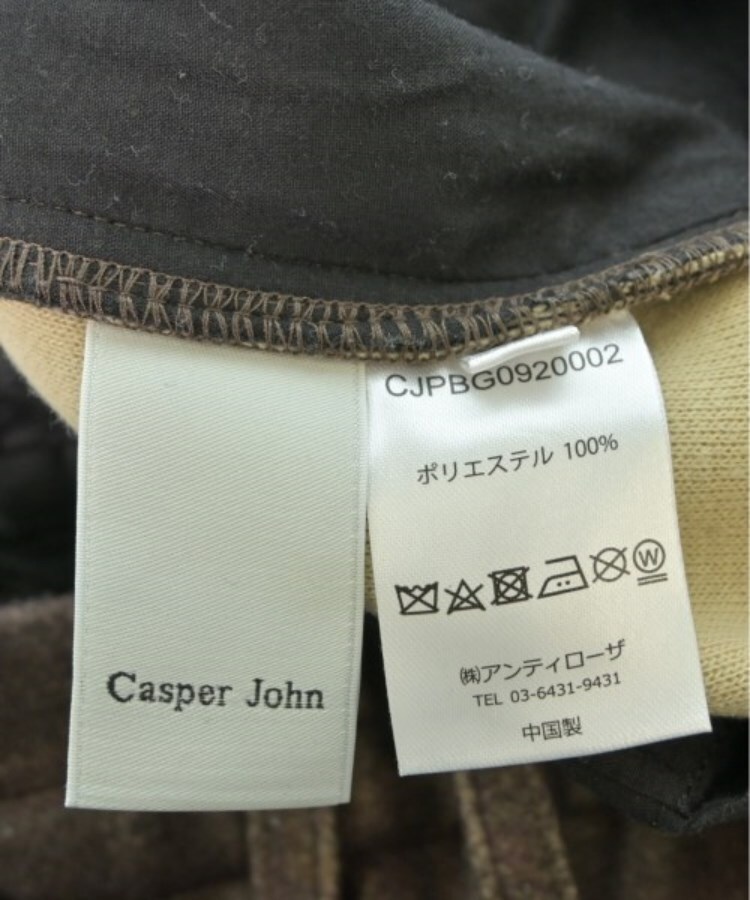 Casper John
CJPBG0920002
ポリエステル 100%
W
㈱アンティローザ
TEL 03-6431-9431
中国製